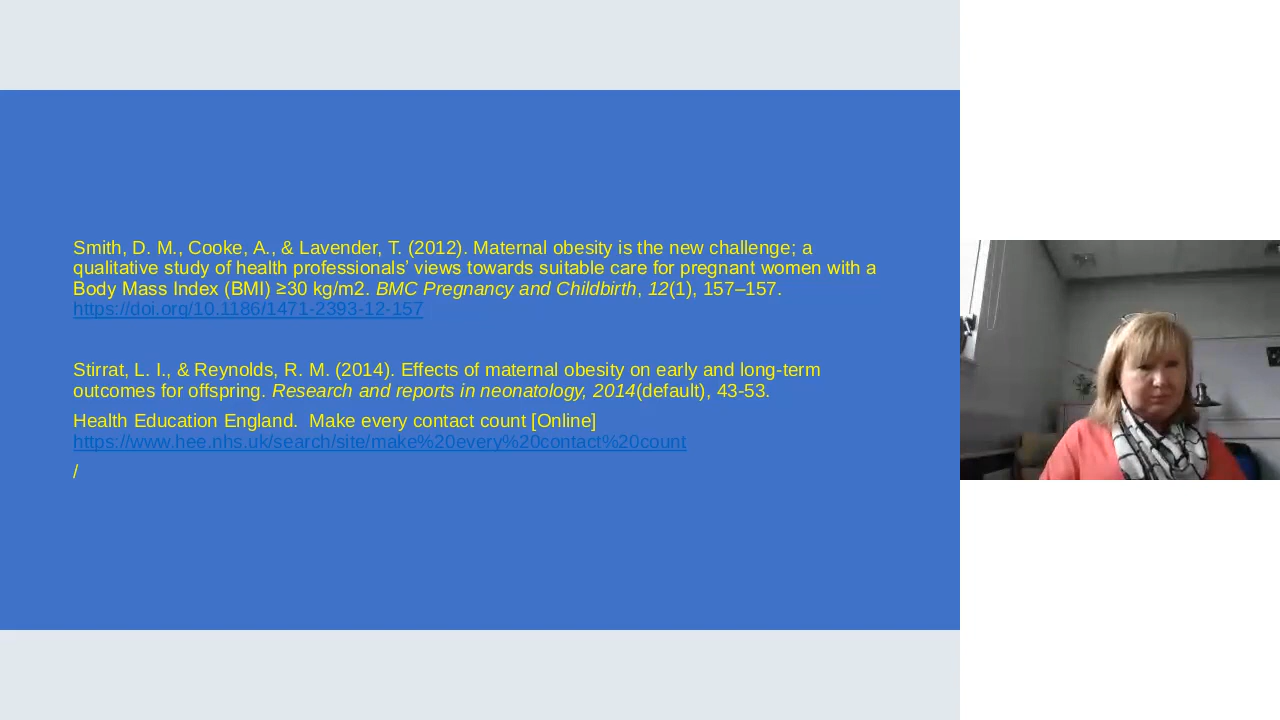 Smith, D. M., Cooke, A., & Lavender, T. (2012). Maternal obesity is the new challenge; a
qualitative study of health professionals’ views towards suitable care for pregnant women with a
Body Mass Index (BMI) ≥30 kg/m2. BMC Pregnancy and Childbirth, 12(1), 157–157.
https://doi.org/10.1186/1471-2393-12-157
Stirrat, L. I., & Reynolds, R. M. (2014). Effects of maternal obesity on early and long-term
outcomes for offspring. Research and reports in neonatology, 2014(default), 43-53.
Health Education England.  Make every contact count [Online]
https://www.hee.nhs.uk/search/site/make%20every%20contact%20count
/